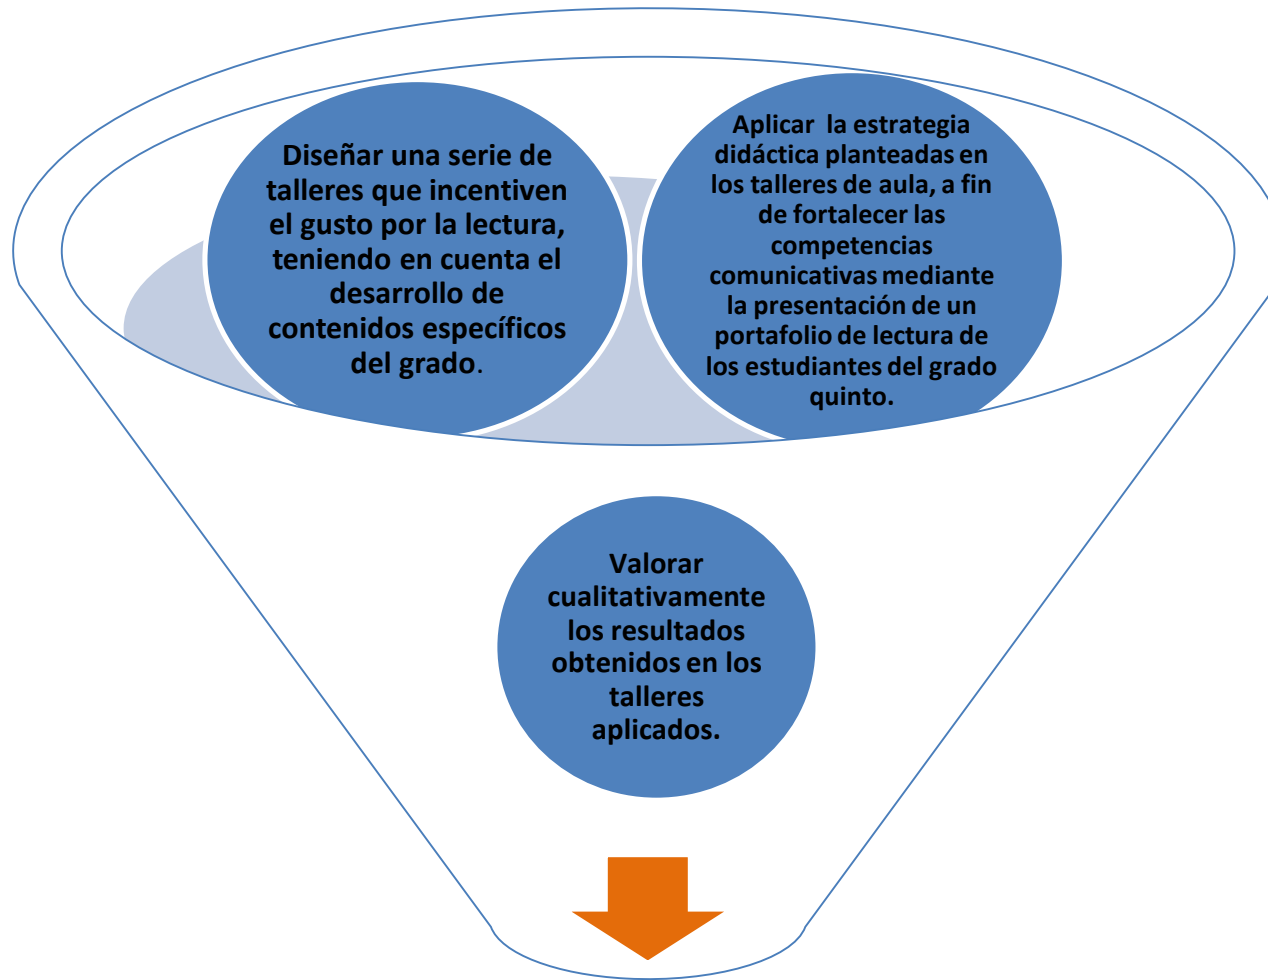 Diseñar una serie de
talleres que incentiven
el gusto por la lectura,
teniendo en cuenta el
desarrollo de
contenidos específicos
del grado.
Aplicar  la estrategia
didáctica planteadas en
los talleres de aula, a fin
de fortalecer las
competencias
comunicativas mediante
la presentación de un
portafolio de lectura de
los estudiantes del grado
quinto.
Valorar
cualitativamente
los resultados
obtenidos en los
talleres
aplicados.